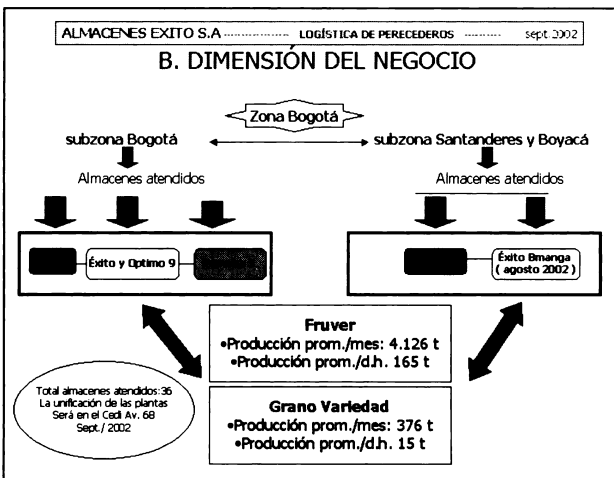 ALMACENES EXITO S.A -------------- LOGÍSTICA DE PERECEDEROS --------- sept. 2002
B. DIMENSIÓN DEL NEGOCIO
Zona Bogotá
subzona Bogotá
subzona Santanderes y Boyacá
Almacenes atendidos
Almacenes atendidos
Éxito y Optimo 9
Éxito Bmanga
( agosto 2002 )
Fruver
•Producción prom./mes: 4.126 t
•Producción prom./d.h. 165 t
Total almacenes atendidos:36
La unificación de las plantas
Será en el Cedi Av. 68
Sept./ 2002
Grano Variedad
•Producción prom./mes: 376 t
•Producción prom./d.h. 15 t